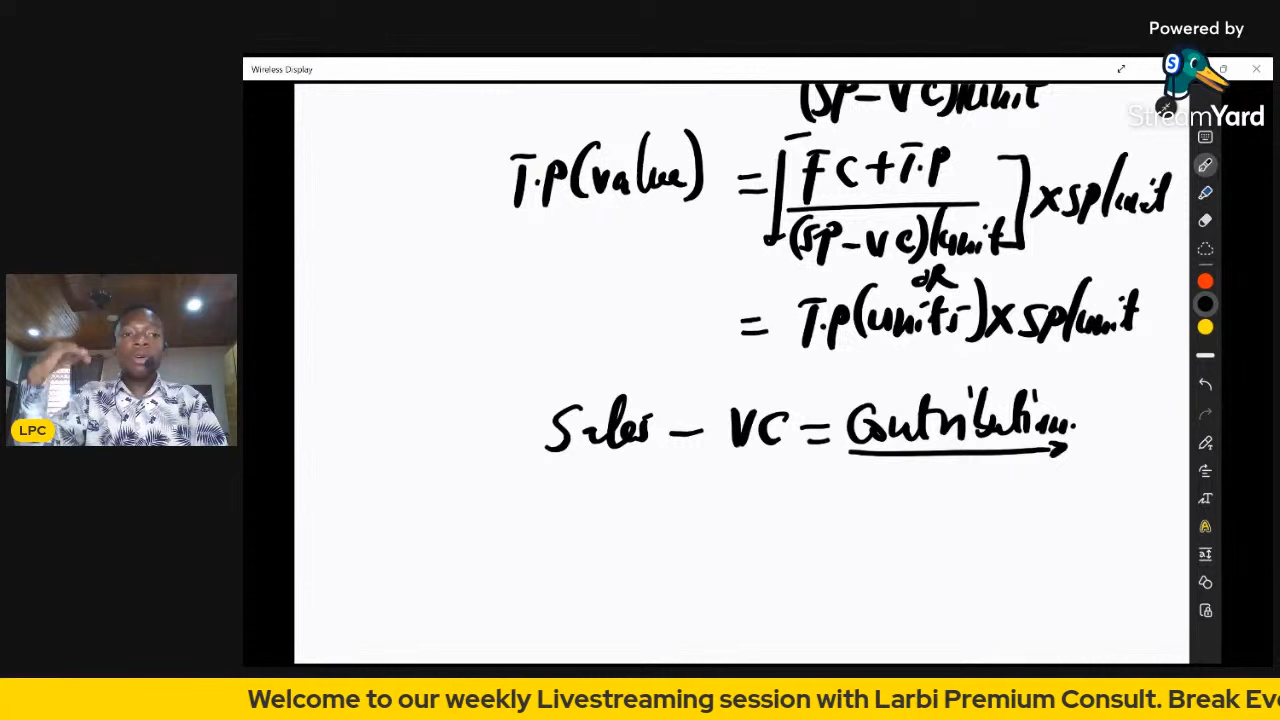 Powered by
StreamYard
Wireless Display
(SP-VC)/unit
T.P(value) = [FC+T.P / (SP-VC)/unit] X SP/unit
OR
= T.P(units) X SP/unit
Sales - VC = Contribution.
LPC
Welcome to our weekly Livestreaming session with Larbi Premium Consult. Break Eve